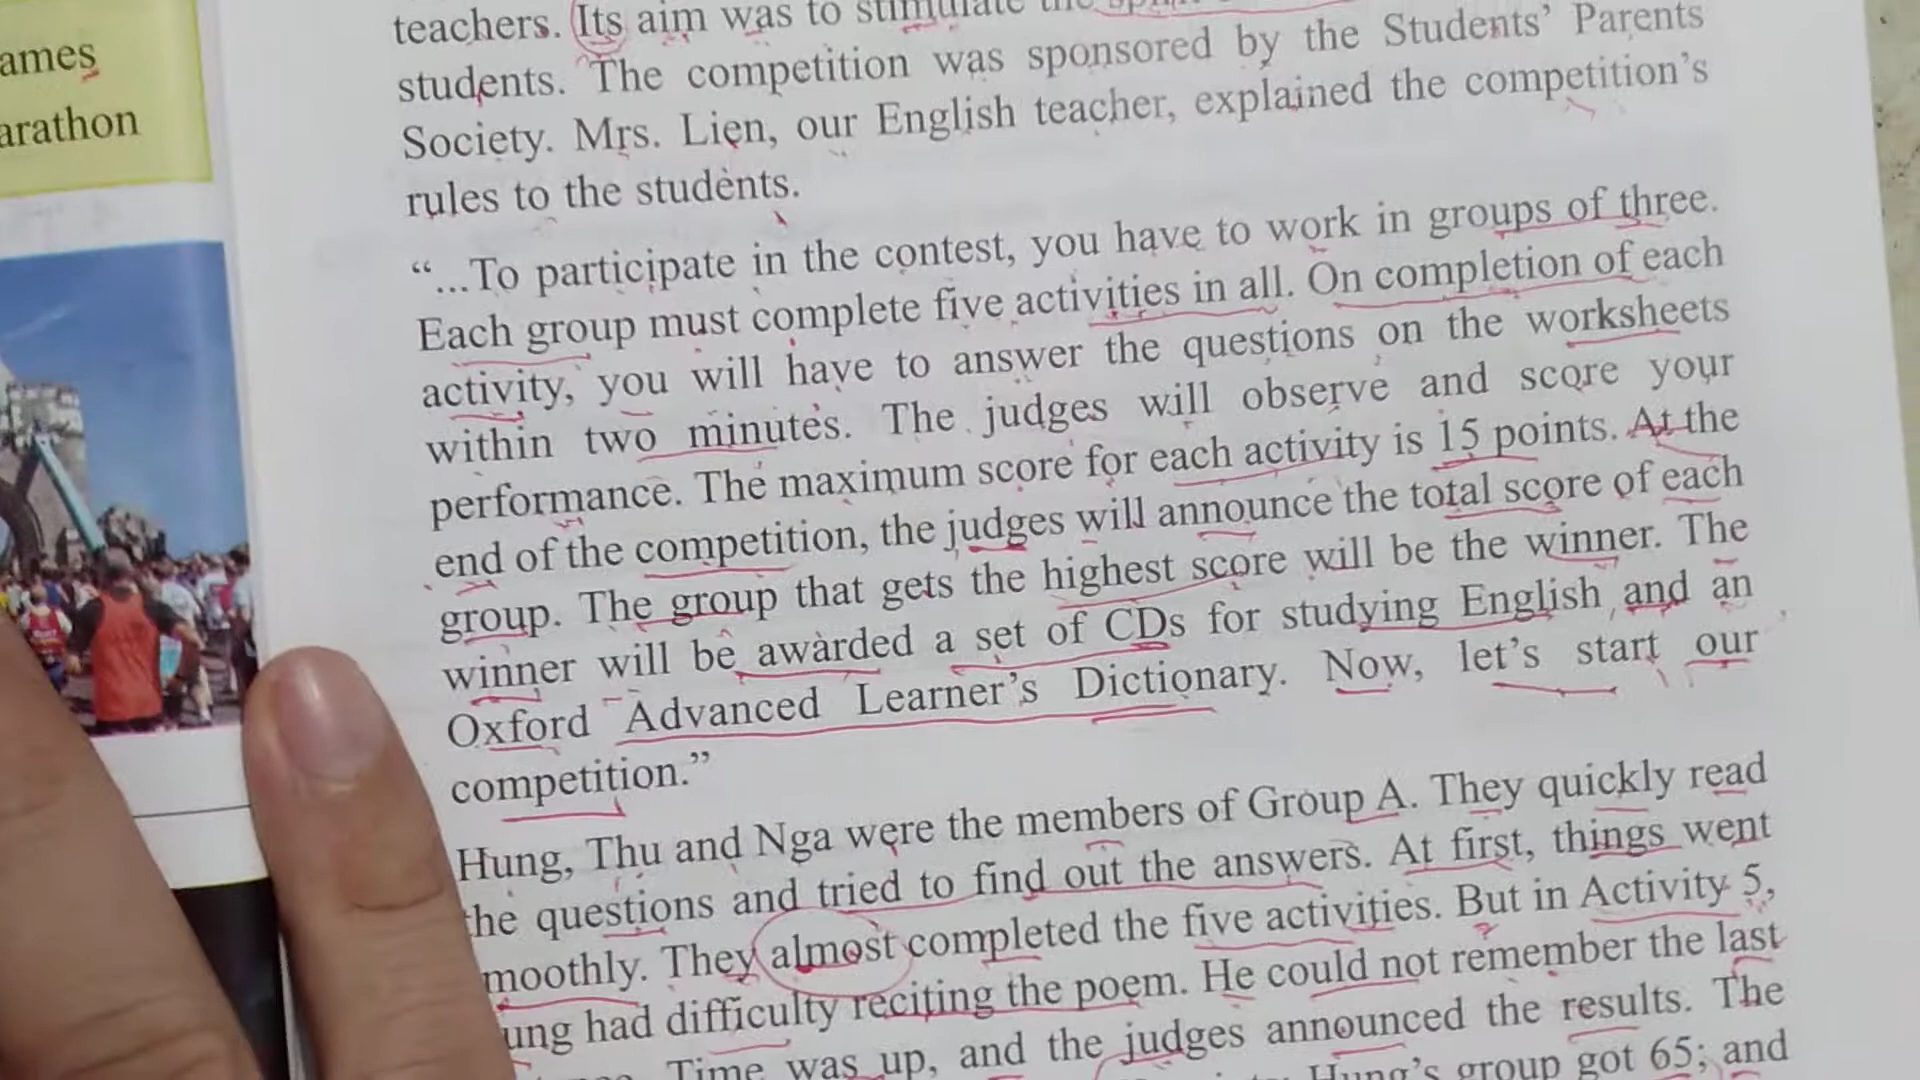 ames
arathon
teachers. Its aim was to stimulate the
students. The competition was sponsored by the Students’ Parents
Society. Mrs. Lien, our English teacher, explained the competition’s
rules to the students.
“...To participate in the contest, you have to work in groups of three.
Each group must complete five activities in all. On completion of each
activity, you will have to answer the questions on the worksheets
within two minutes. The judges will observe and score your
performance. The maximum score for each activity is 15 points. At the
end of the competition, the judges will announce the total score of each
group. The group that gets the highest score will be the winner. The
winner will be awarded a set of CDs for studying English and an
Oxford Advanced Learner’s Dictionary. Now, let’s start our
competition.”
Hung, Thu and Nga were the members of Group A. They quickly read
the questions and tried to find out the answers. At first, things went
moothly. They almost completed the five activities. But in Activity 5,
ung had difficulty reciting the poem. He could not remember the last
Time was up, and the judges announced the results. The
Hung’s group got 65; and